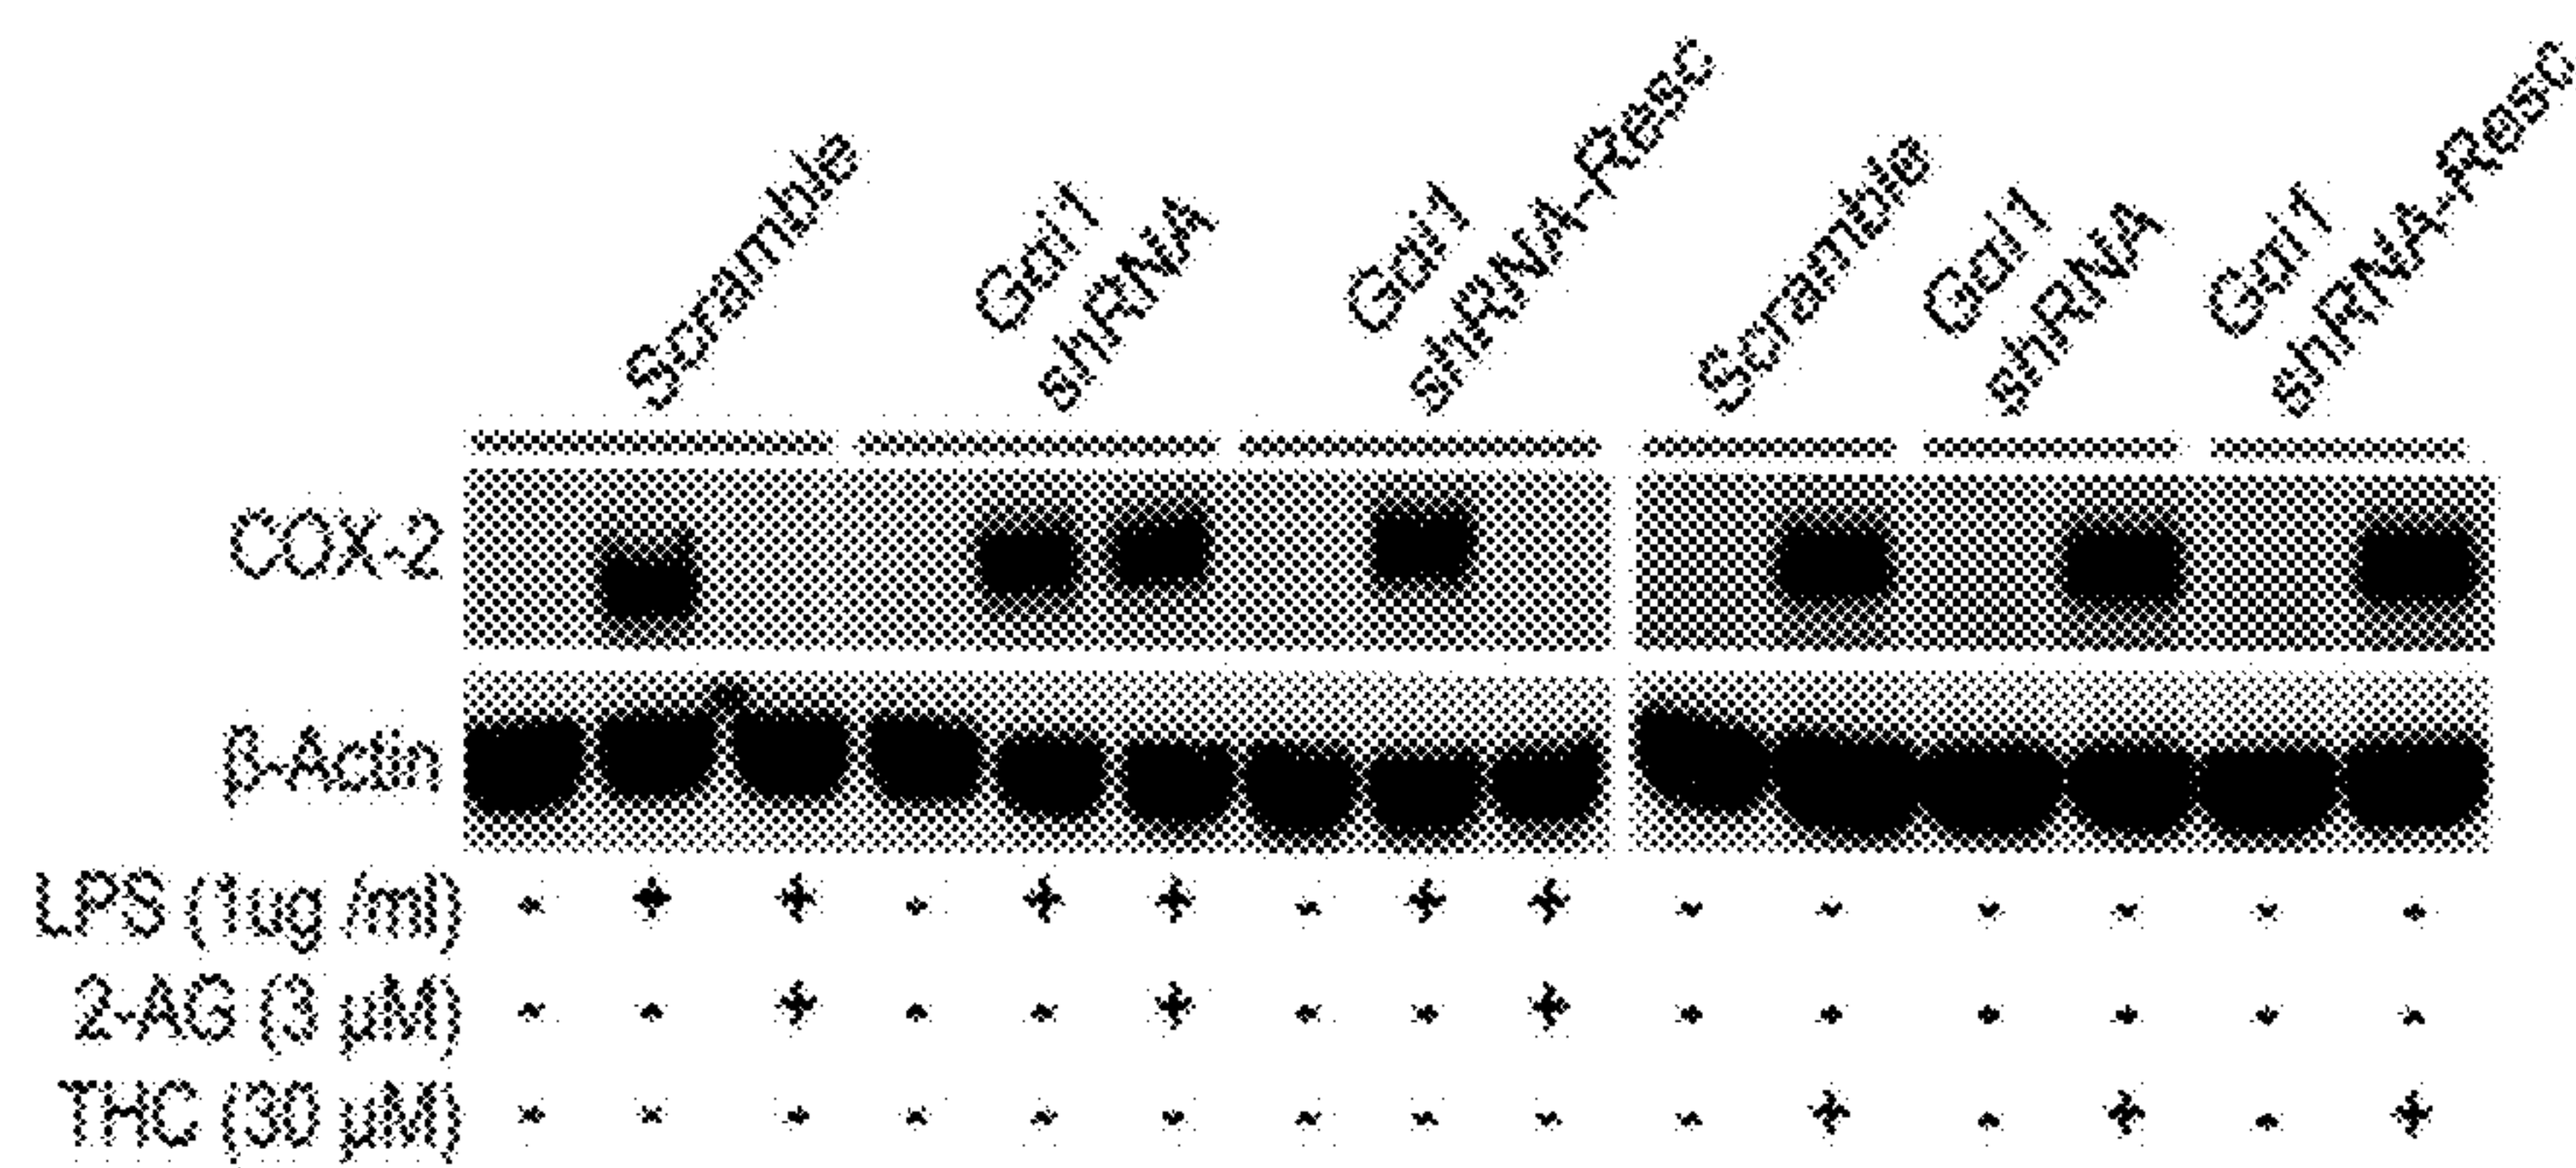 Scramble
Gαi1
shRNA
Gαi1
shRNA-Resc
Scramble
Gαi1
shRNA
Gαi1
shRNA-Resc
COX-2
β-Actin
LPS (1ug /ml) - + + - + + - + + - - - - - -
2-AG (3 μM) - - + - - + - - + - - - - - -
THC (30 μM) - - - - - - - - - - + - + - +